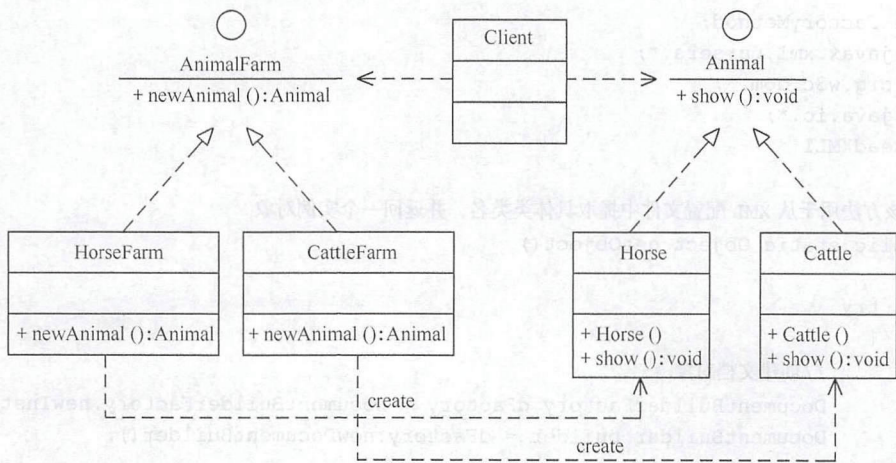 Client
AnimalFarm
+ newAnimal ():Animal
Animal
+ show ():void
HorseFarm
+ newAnimal ():Animal
CattleFarm
+ newAnimal ():Animal
Horse
+ Horse ()
+ show ():void
Cattle
+ Cattle ()
+ show ():void
create
create